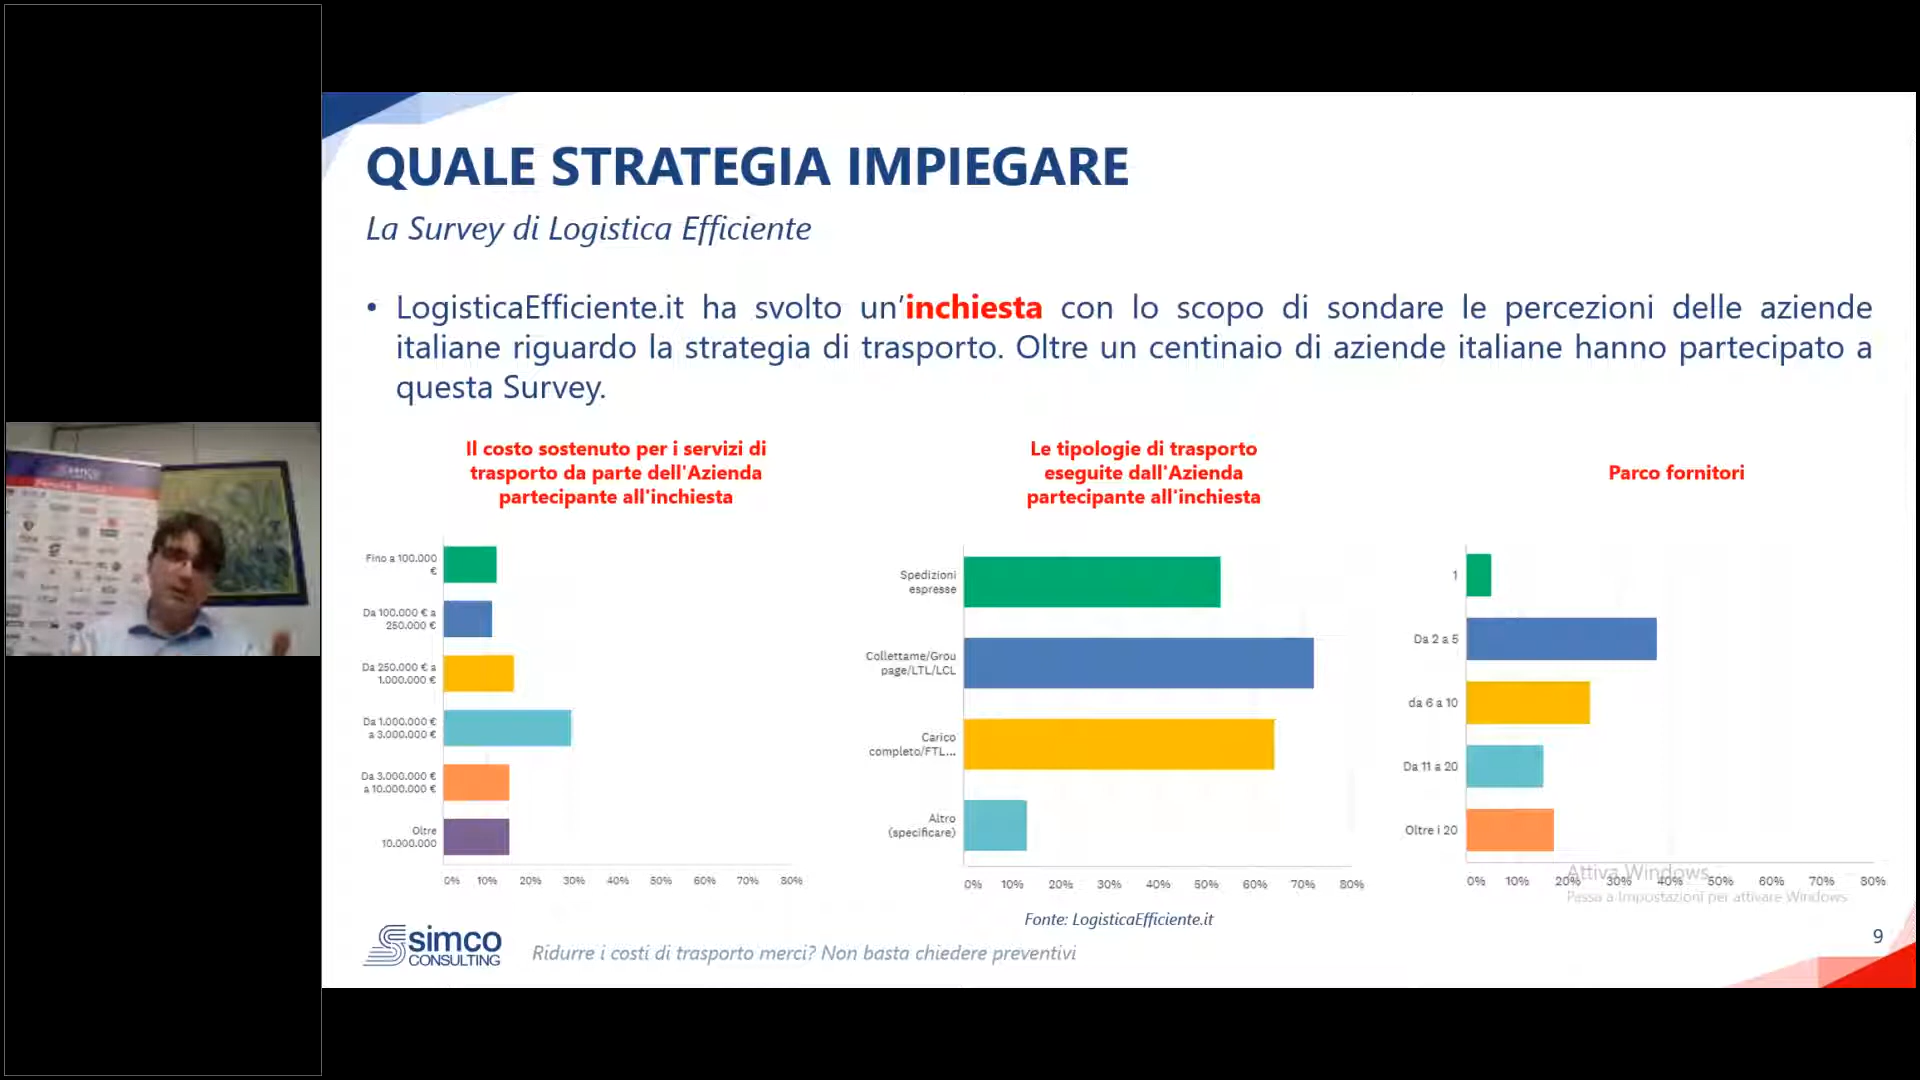 QUALE STRATEGIA IMPIEGARE
La Survey di Logistica Efficiente
• LogisticaEfficiente.it ha svolto un'inchiesta con lo scopo di sondare le percezioni delle aziende
italiane riguardo la strategia di trasporto. Oltre un centinaio di aziende italiane hanno partecipato a
questa Survey.
Il costo sostenuto per i servizi di
trasporto da parte dell'Azienda
partecipante all'inchiesta
Fino a 100.000
€
Da 100.000 € a
250.000 €
Da 250.000 € a
1.000.000 €
Da 1.000.000 €
a 3.000.000 €
Da 3.000.000 €
a 10.000.000 €
Oltre
10.000.000
0% 10% 20% 30% 40% 50% 60% 70% 80%
Le tipologie di trasporto
eseguite dall'Azienda
partecipante all'inchiesta
Spedizioni
espresse
Collettame/Grou
page/LTL/LCL
Carico
completo/FTL...
Altro
(specificare)
0% 10% 20% 30% 40% 50% 60% 70% 80%
Parco fornitori
1
Da 2 a 5
da 6 a 10
Da 11 a 20
Oltre i 20
0% 10% 20% 30% 40% 50% 60% 70% 80%
Attiva Windows
Passa a Impostazioni per attivare Windows.
Fonte: LogisticaEfficiente.it
simco
CONSULTING
Ridurre i costi di trasporto merci? Non basta chiedere preventivi
9